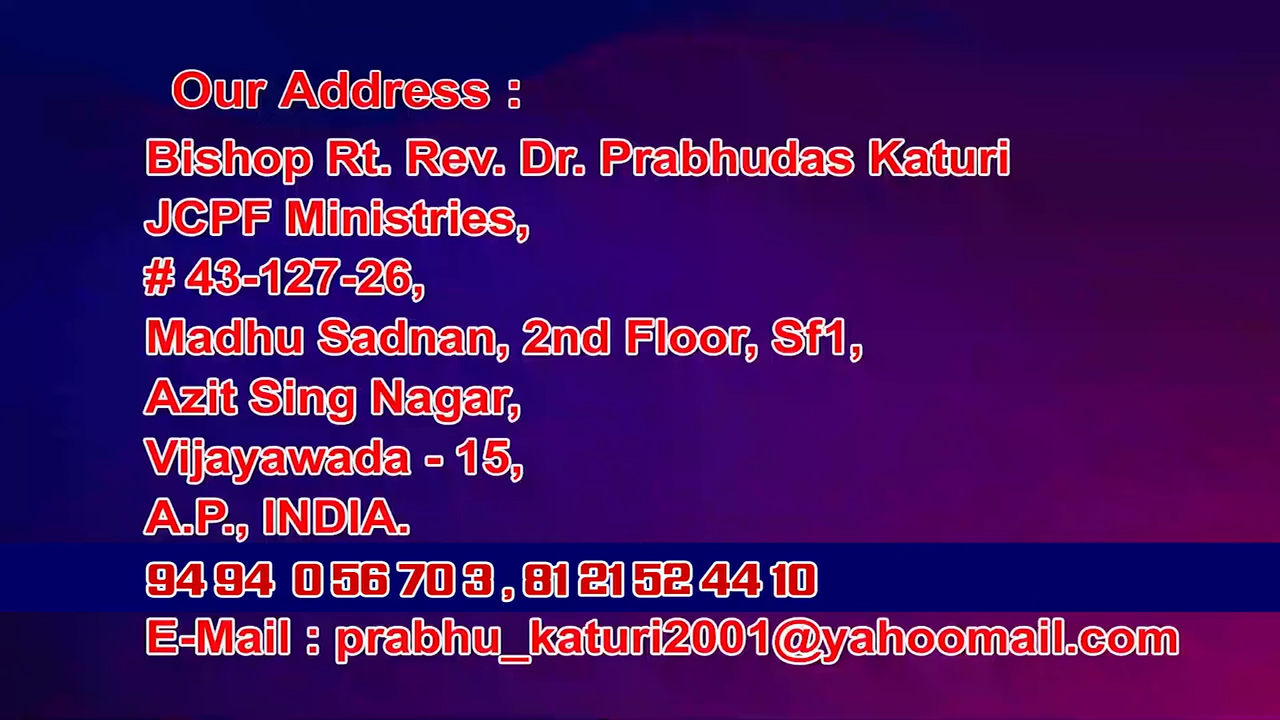 Our Address :
Bishop Rt. Rev. Dr. Prabhudas Katuri
JCPF Ministries,
# 43-127-26,
Madhu Sadnan, 2nd Floor, Sf1,
Azit Sing Nagar,
Vijayawada - 15,
A.P., INDIA.
94 94 0 56 70 3 , 81 21 52 44 10
E-Mail : prabhu_katuri2001@yahoomail.com